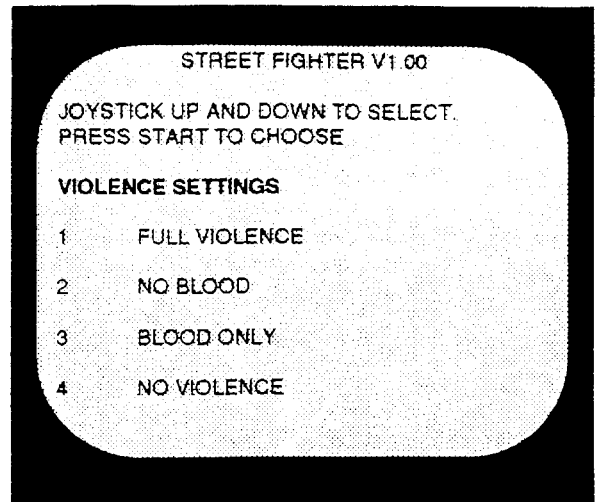 STREET FIGHTER V1.00
JOYSTICK UP AND DOWN TO SELECT.
PRESS START TO CHOOSE
VIOLENCE SETTINGS
1 FULL VIOLENCE
2 NO BLOOD
3 BLOOD ONLY
4 NO VIOLENCE